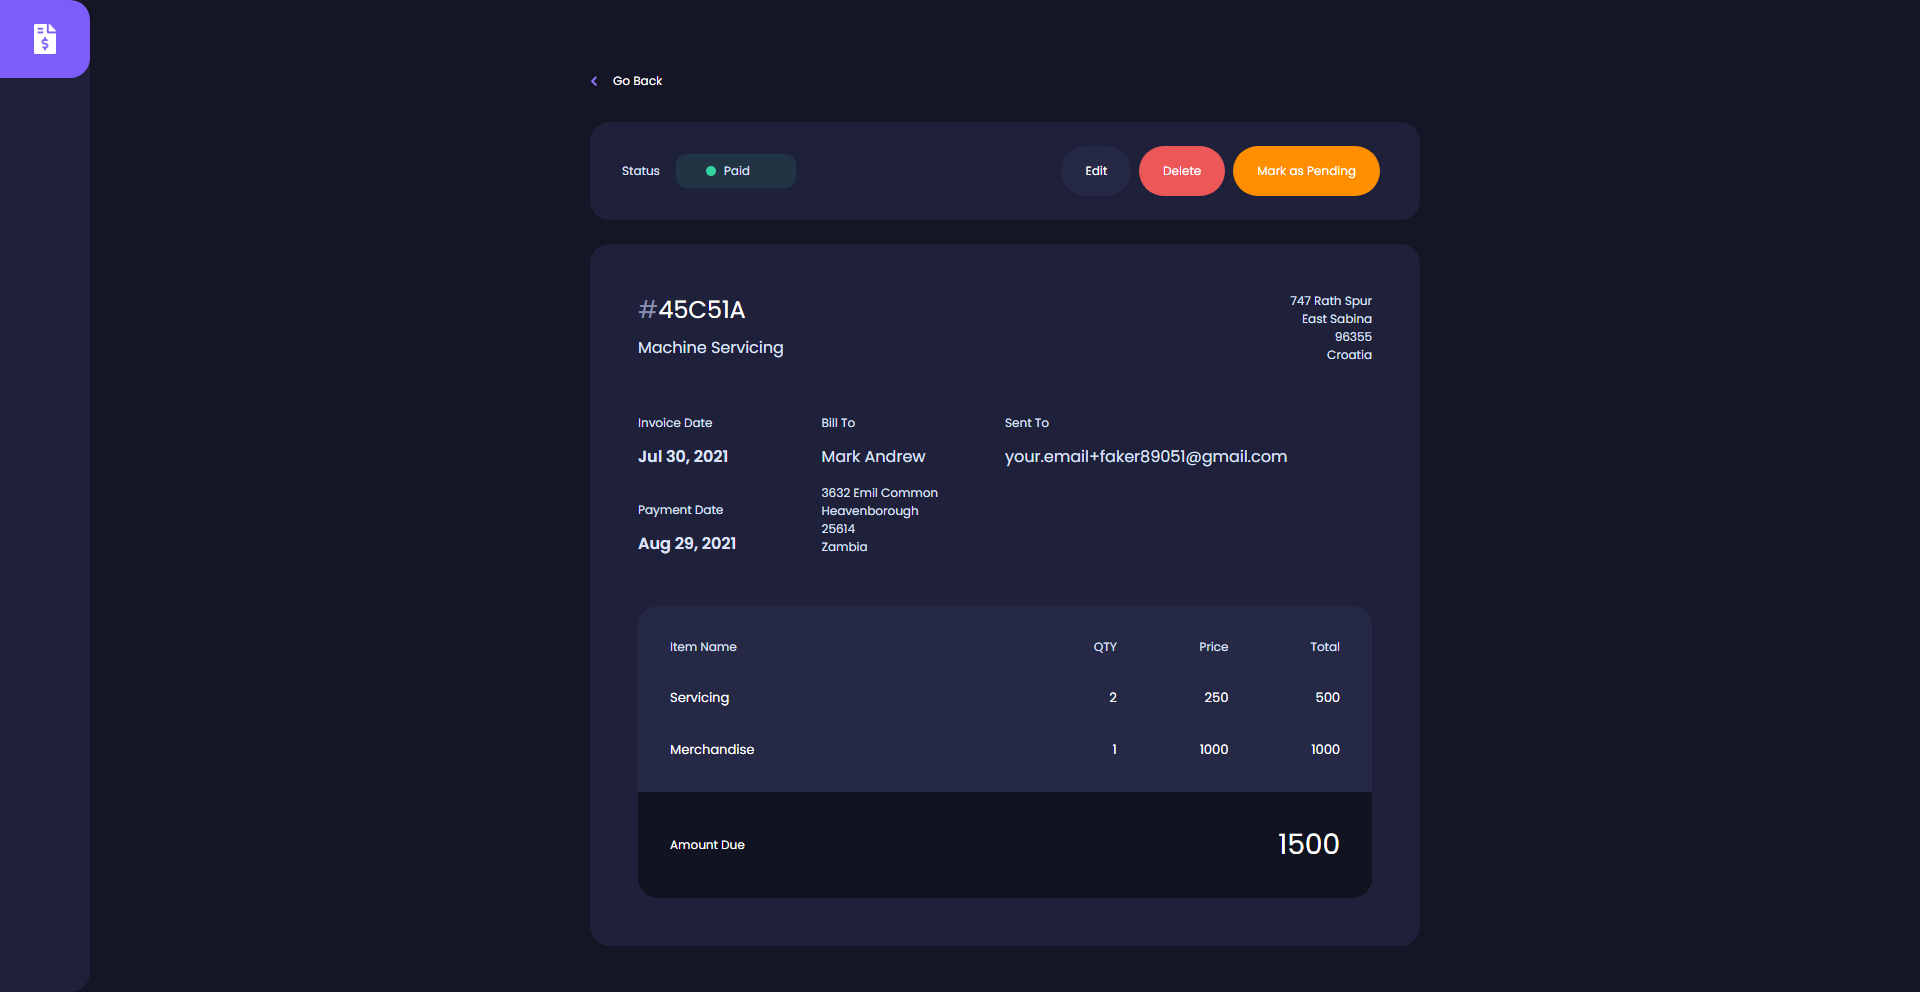 Go Back
Status Paid Edit Delete Mark as Pending
#45C51A
Machine Servicing
747 Rath Spur
East Sabina
96355
Croatia
Invoice Date
Jul 30, 2021
Payment Date
Aug 29, 2021
Bill To
Mark Andrew
3632 Emil Common
Heavenborough
25614
Zambia
Sent To
your.email+faker89051@gmail.com
Item Name QTY Price Total
Servicing 2 250 500
Merchandise 1 1000 1000
Amount Due 1500